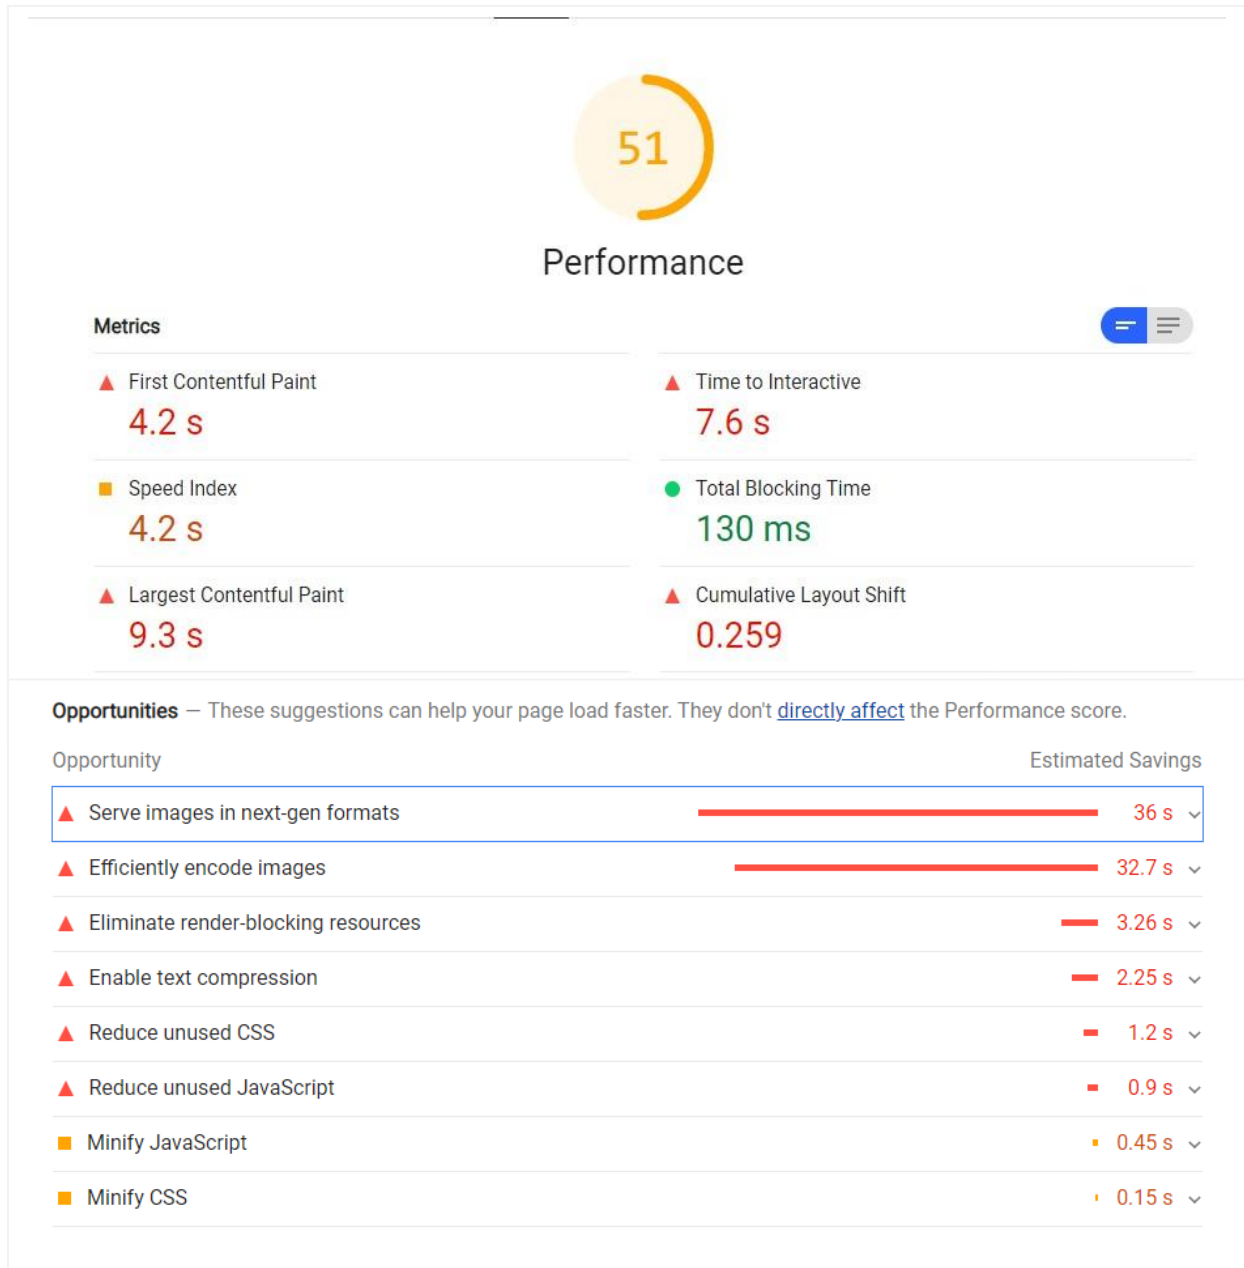 51
Performance
Metrics
First Contentful Paint
4.2 s
Time to Interactive
7.6 s
Speed Index
4.2 s
Total Blocking Time
130 ms
Largest Contentful Paint
9.3 s
Cumulative Layout Shift
0.259
Opportunities — These suggestions can help your page load faster. They don't directly affect the Performance score.
Opportunity Estimated Savings
Serve images in next-gen formats 36 s
Efficiently encode images 32.7 s
Eliminate render-blocking resources 3.26 s
Enable text compression 2.25 s
Reduce unused CSS 1.2 s
Reduce unused JavaScript 0.9 s
Minify JavaScript 0.45 s
Minify CSS 0.15 s